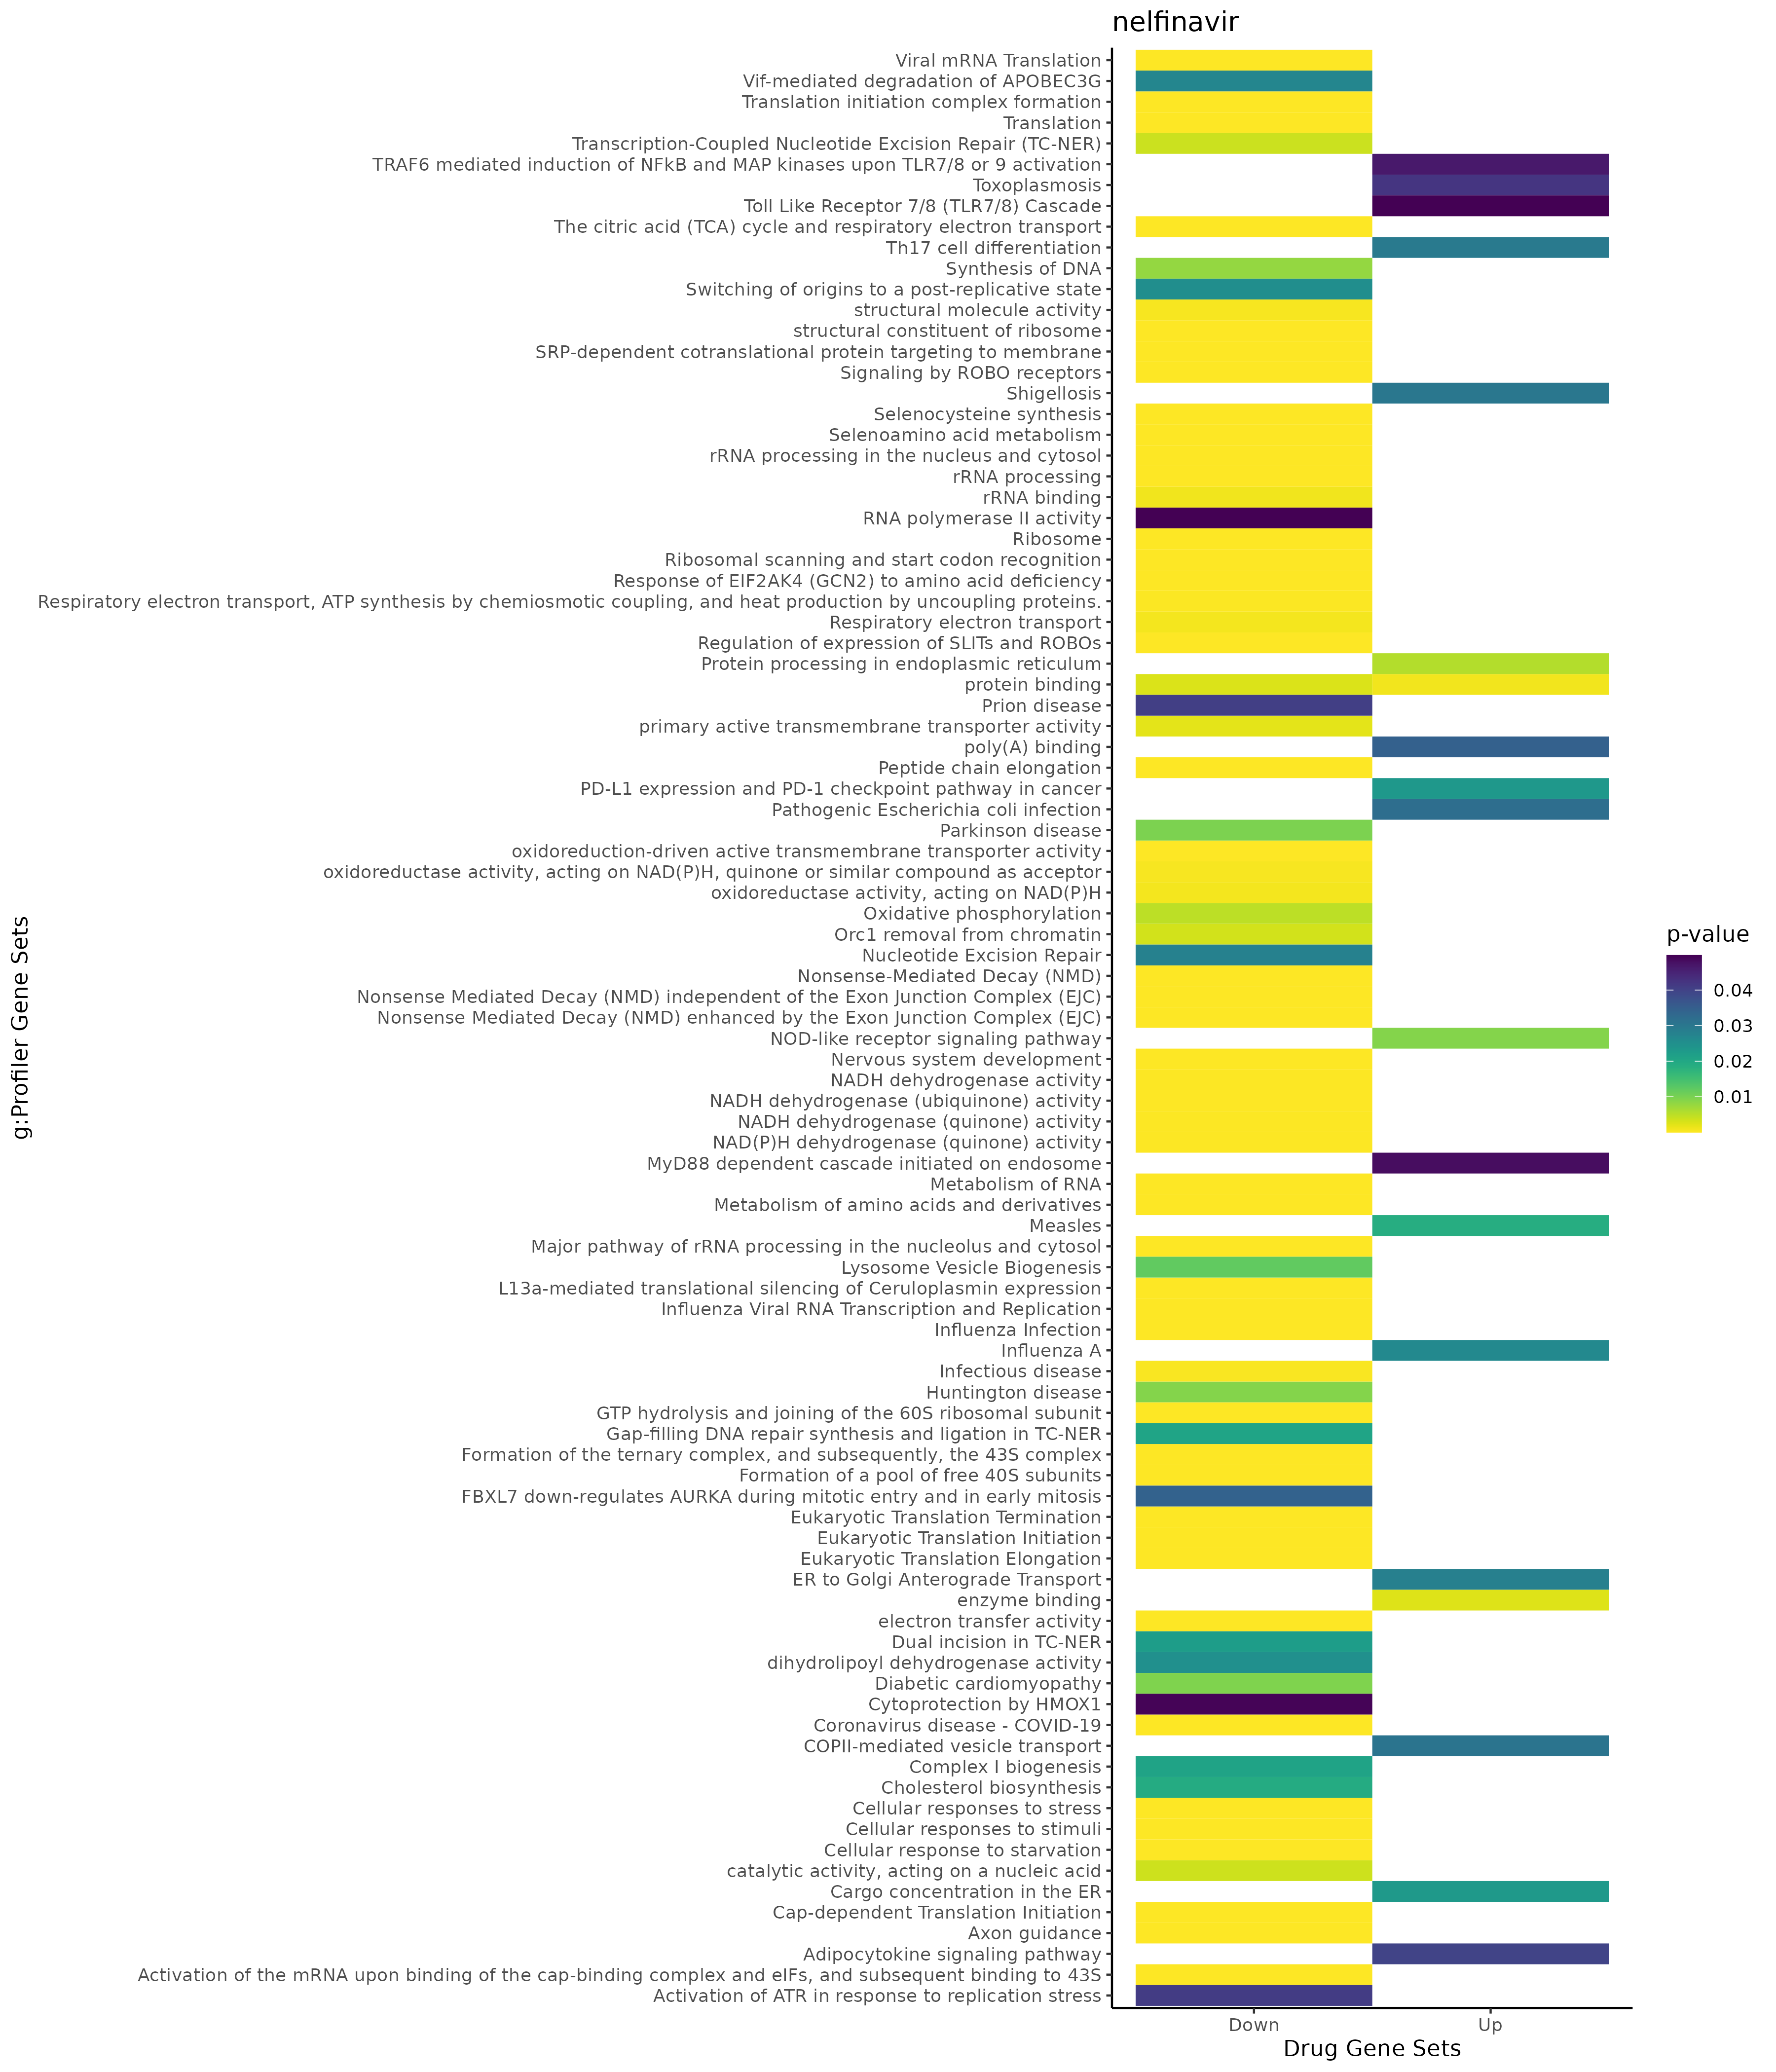 nelfinavir
Viral mRNA Translation
Vif-mediated degradation of APOBEC3G
Translation initiation complex formation
Translation
Transcription-Coupled Nucleotide Excision Repair (TC-NER)
TRAF6 mediated induction of NFkB and MAP kinases upon TLR7/8 or 9 activation
Toxoplasmosis
Toll Like Receptor 7/8 (TLR7/8) Cascade
The citric acid (TCA) cycle and respiratory electron transport
Th17 cell differentiation
Synthesis of DNA
Switching of origins to a post-replicative state
structural molecule activity
structural constituent of ribosome
SRP-dependent cotranslational protein targeting to membrane
Signaling by ROBO receptors
Shigellosis
Selenocysteine synthesis
Selenoamino acid metabolism
rRNA processing in the nucleus and cytosol
rRNA processing
rRNA binding
RNA polymerase II activity
Ribosome
Ribosomal scanning and start codon recognition
Response of EIF2AK4 (GCN2) to amino acid deficiency
Respiratory electron transport, ATP synthesis by chemiosmotic coupling, and heat production by uncoupling proteins.
Respiratory electron transport
Regulation of expression of SLITs and ROBOs
Protein processing in endoplasmic reticulum
protein binding
Prion disease
primary active transmembrane transporter activity
poly(A) binding
Peptide chain elongation
PD-L1 expression and PD-1 checkpoint pathway in cancer
Pathogenic Escherichia coli infection
Parkinson disease
oxidoreduction-driven active transmembrane transporter activity
oxidoreductase activity, acting on NAD(P)H, quinone or similar compound as acceptor
oxidoreductase activity, acting on NAD(P)H
Oxidative phosphorylation
Orc1 removal from chromatin
Nucleotide Excision Repair
Nonsense-Mediated Decay (NMD)
Nonsense Mediated Decay (NMD) independent of the Exon Junction Complex (EJC)
Nonsense Mediated Decay (NMD) enhanced by the Exon Junction Complex (EJC)
NOD-like receptor signaling pathway
Nervous system development
NADH dehydrogenase activity
NADH dehydrogenase (ubiquinone) activity
NADH dehydrogenase (quinone) activity
NAD(P)H dehydrogenase (quinone) activity
MyD88 dependent cascade initiated on endosome
Metabolism of RNA
Metabolism of amino acids and derivatives
Measles
Major pathway of rRNA processing in the nucleolus and cytosol
Lysosome Vesicle Biogenesis
L13a-mediated translational silencing of Ceruloplasmin expression
Influenza Viral RNA Transcription and Replication
Influenza Infection
Influenza A
Infectious disease
Huntington disease
GTP hydrolysis and joining of the 60S ribosomal subunit
Gap-filling DNA repair synthesis and ligation in TC-NER
Formation of the ternary complex, and subsequently, the 43S complex
Formation of a pool of free 40S subunits
FBXL7 down-regulates AURKA during mitotic entry and in early mitosis
Eukaryotic Translation Termination
Eukaryotic Translation Initiation
Eukaryotic Translation Elongation
ER to Golgi Anterograde Transport
enzyme binding
electron transfer activity
Dual incision in TC-NER
dihydrolipoyl dehydrogenase activity
Diabetic cardiomyopathy
Cytoprotection by HMOX1
Coronavirus disease - COVID-19
COPII-mediated vesicle transport
Complex I biogenesis
Cholesterol biosynthesis
Cellular responses to stress
Cellular responses to stimuli
Cellular response to starvation
catalytic activity, acting on a nucleic acid
Cargo concentration in the ER
Cap-dependent Translation Initiation
Axon guidance
Adipocytokine signaling pathway
Activation of the mRNA upon binding of the cap-binding complex and eIFs, and subsequent binding to 43S
Activation of ATR in response to replication stress
g:Profiler Gene Sets
Down Up
Drug Gene Sets
p-value
0.04
0.03
0.02
0.01